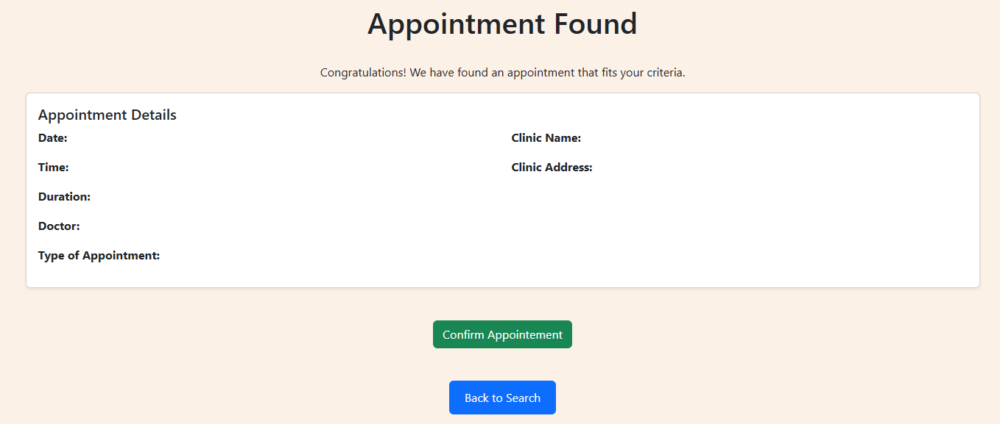 Appointment Found
Congratulations! We have found an appointment that fits your criteria.
Appointment Details
Date:
Clinic Name:
Time:
Clinic Address:
Duration:
Doctor:
Type of Appointment:
Confirm Appointement
Back to Search